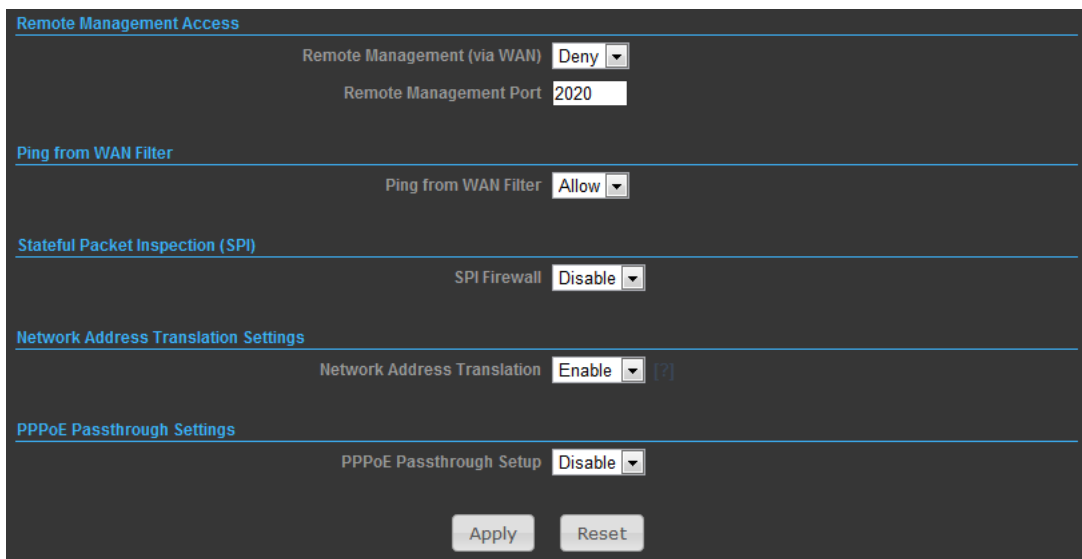 Remote Management Access
Remote Management (via WAN) Deny
Remote Management Port 2020
Ping from WAN Filter
Ping from WAN Filter Allow
Stateful Packet Inspection (SPI)
SPI Firewall Disable
Network Address Translation Settings
Network Address Translation Enable [?]
PPPoE Passthrough Settings
PPPoE Passthrough Setup Disable
Apply Reset